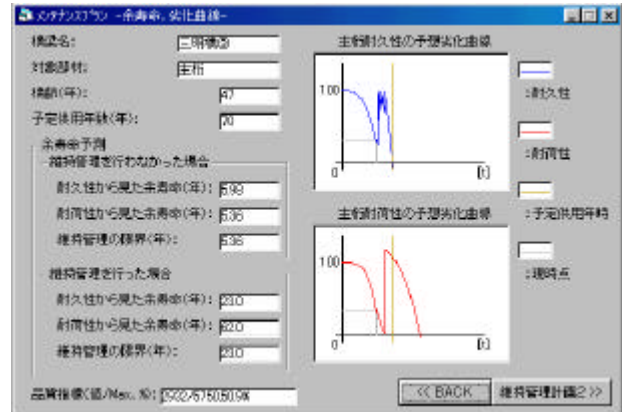 メンテナンスプラン -余寿命、劣化曲線-
橋梁名:
三明橋②
対象部材:
主桁
橋齢(年):
47
予定供用年数(年):
70
余寿命予測
維持管理を行わなかった場合
耐久性から見た余寿命(年):
耐荷性から見た余寿命(年):
5.36
維持管理の限界(年):
5.36
維持管理を行った場合
耐久性から見た余寿命(年):
23.0
耐荷性から見た余寿命(年):
維持管理の限界(年):
23.0
品質指標(値/Max, %):
主桁耐久性の予想劣化曲線
100
0
[t]
主桁耐荷性の予想劣化曲線
100
0
[t]
:耐久性
:耐荷性
:予定供用年時
:現時点
<< BACK
維持管理計画2 >>